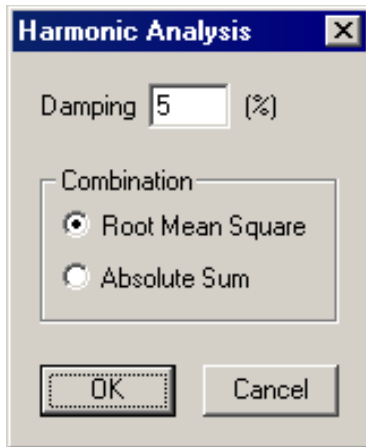 Harmonic Analysis
Damping 5 (%)
Combination
Root Mean Square
Absolute Sum
OK Cancel